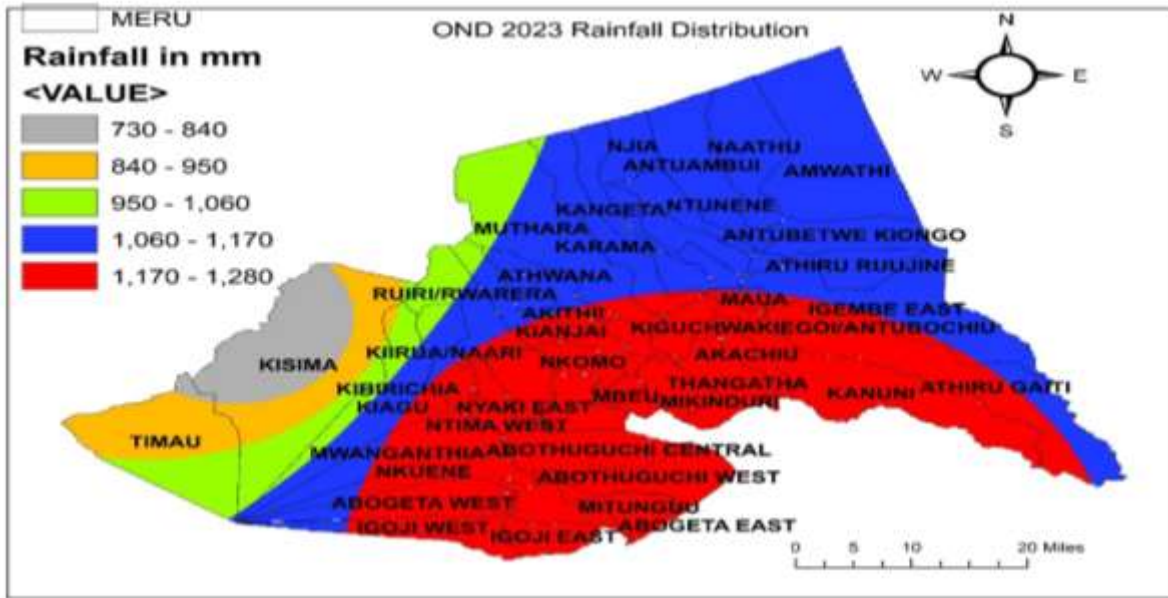 MERU
OND 2023 Rainfall Distribution
Rainfall in mm
<VALUE>
730 - 840
840 - 950
950 - 1,060
1,060 - 1,170
1,170 - 1,280
N
W
E
S
NJIA
NAATHU
ANTUAMBUI
AMWATHI
KANGETA
NTUNENE
MUTHARA
KARAMA
ANTUBETWE KIONGO
ATHWANA
ATHIRU RUUJINE
RUIRI/RWARERA
MAUA
AKITHII
IGEMBE EAST
KIANJAI
KIGUCHWA
KIEGOI/ANTUBOCHIU
KISIMA
KIIRUA/NAARI
NKOMO
AKACHIU
KIBIRICHIA
MBEU
THANGATHA
KANUNI
ATHIRU GAITI
KIAGU
NYAKI EAST
MIKINDURI
NTIMA WEST
TIMAU
MWANGANTHIA
ABOTHUGUCHI CENTRAL
NKUENE
ABOTHUGUCHI WEST
ABOGETA WEST
MITUNGUU
IGOJI WEST
IGOJI EAST
ABOGETA EAST
0 5 10 20 Miles